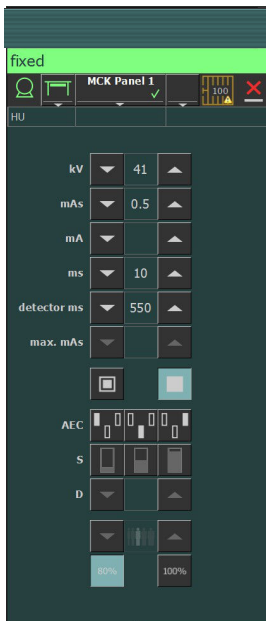 fixed
MCK Panel 1
100
HU
kV 41
mAs 0.5
mA
ms 10
detector ms 550
max. mAs
AEC
S
D
80% 100%